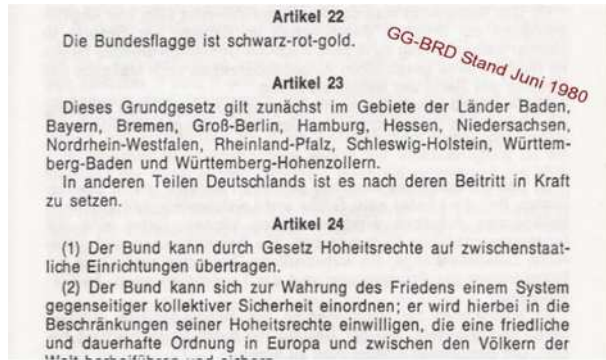 Artikel 22
Die Bundesflagge ist schwarz-rot-gold.
GG-BRD Stand Juni 1980
Artikel 23
Dieses Grundgesetz gilt zunächst im Gebiete der Länder Baden,
Bayern, Bremen, Groß-Berlin, Hamburg, Hessen, Niedersachsen,
Nordrhein-Westfalen, Rheinland-Pfalz, Schleswig-Holstein, Württem-
berg-Baden und Württemberg-Hohenzollern.
In anderen Teilen Deutschlands ist es nach deren Beitritt in Kraft
zu setzen.
Artikel 24
(1) Der Bund kann durch Gesetz Hoheitsrechte auf zwischenstaat-
liche Einrichtungen übertragen.
(2) Der Bund kann sich zur Wahrung des Friedens einem System
gegenseitiger kollektiver Sicherheit einordnen; er wird hierbei in die
Beschränkungen seiner Hoheitsrechte einwilligen, die eine friedliche
und dauerhafte Ordnung in Europa und zwischen den Völkern der